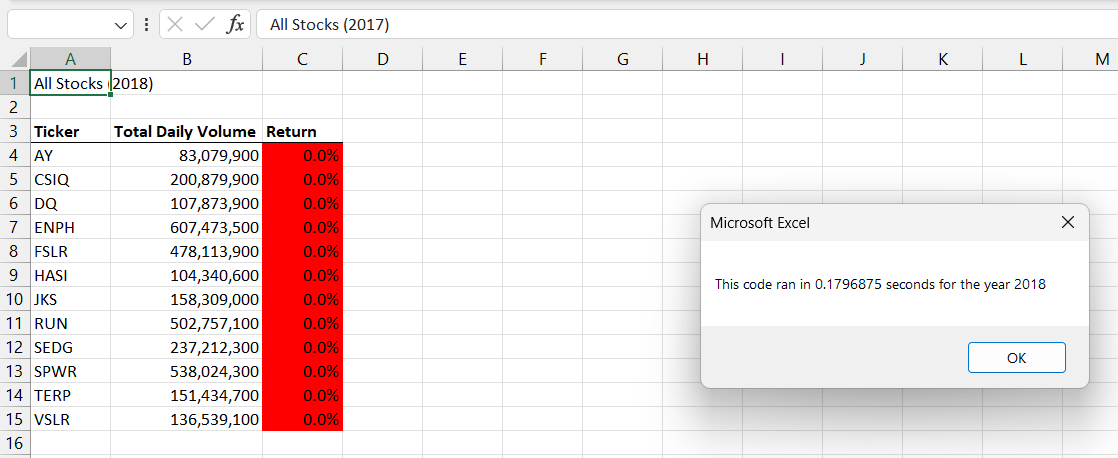 fx All Stocks (2017)
A B C D E F G H I J K L M
1 All Stocks (2018)
2
3 Ticker Total Daily Volume Return
4 AY 83,079,900 0.0%
5 CSIQ 200,879,900 0.0%
6 DQ 107,873,900 0.0%
7 ENPH 607,473,500 0.0%
8 FSLR 478,113,900 0.0%
9 HASI 104,340,600 0.0%
10 JKS 158,309,000 0.0%
11 RUN 502,757,100 0.0%
12 SEDG 237,212,300 0.0%
13 SPWR 538,024,300 0.0%
14 TERP 151,434,700 0.0%
15 VSLR 136,539,100 0.0%
16
Microsoft Excel
This code ran in 0.1796875 seconds for the year 2018
OK